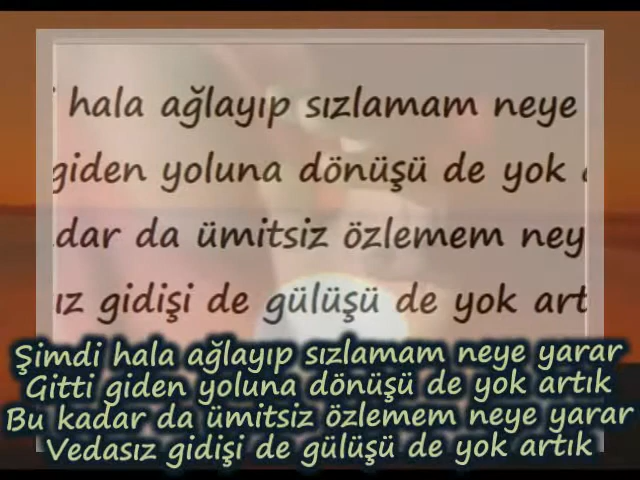 hala ağlayıp sızlamam neye
giden yoluna dönüşü de yok
dar da ümitsiz özlemem ney
ız gidişi de gülüşü de yok art
Şimdi hala ağlayıp sızlamam neye yarar
Gitti giden yoluna dönüşü de yok artık
Bu kadar da ümitsiz özlemem neye yarar
Vedasız gidişi de gülüşü de yok artık